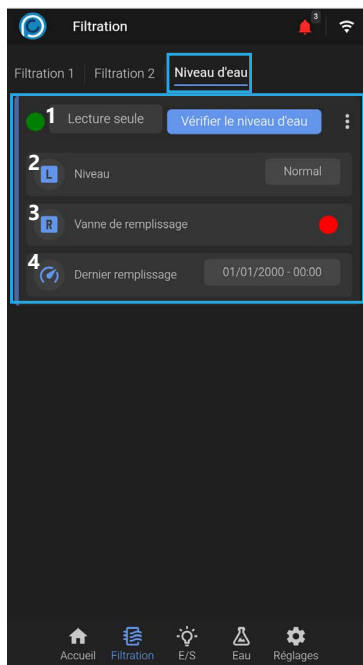 Filtration
3
Filtration 1 Filtration 2 Niveau d'eau
1 Lecture seule Vérifier le niveau d'eau
2 L Niveau Normal
3 R Vanne de remplissage
4 Dernier remplissage 01/01/2000 - 00:00
Accueil Filtration E/S Eau Réglages